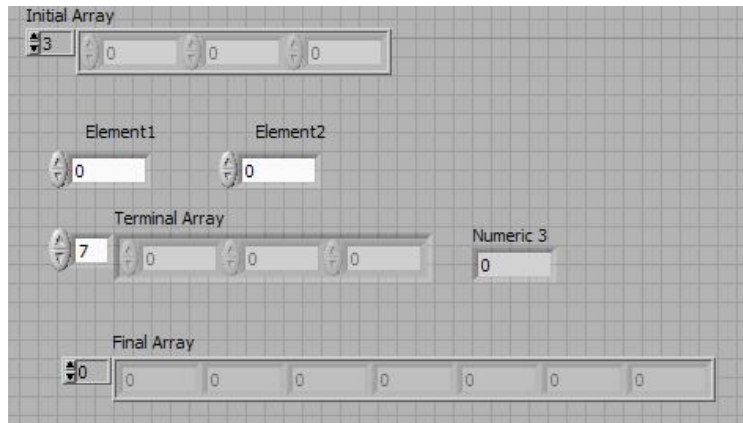 Initial Array
3 0 0 0
Element1 Element2
0 0
Terminal Array
7 0 0 0
Numeric 3
0
Final Array
0 0 0 0 0 0 0 0